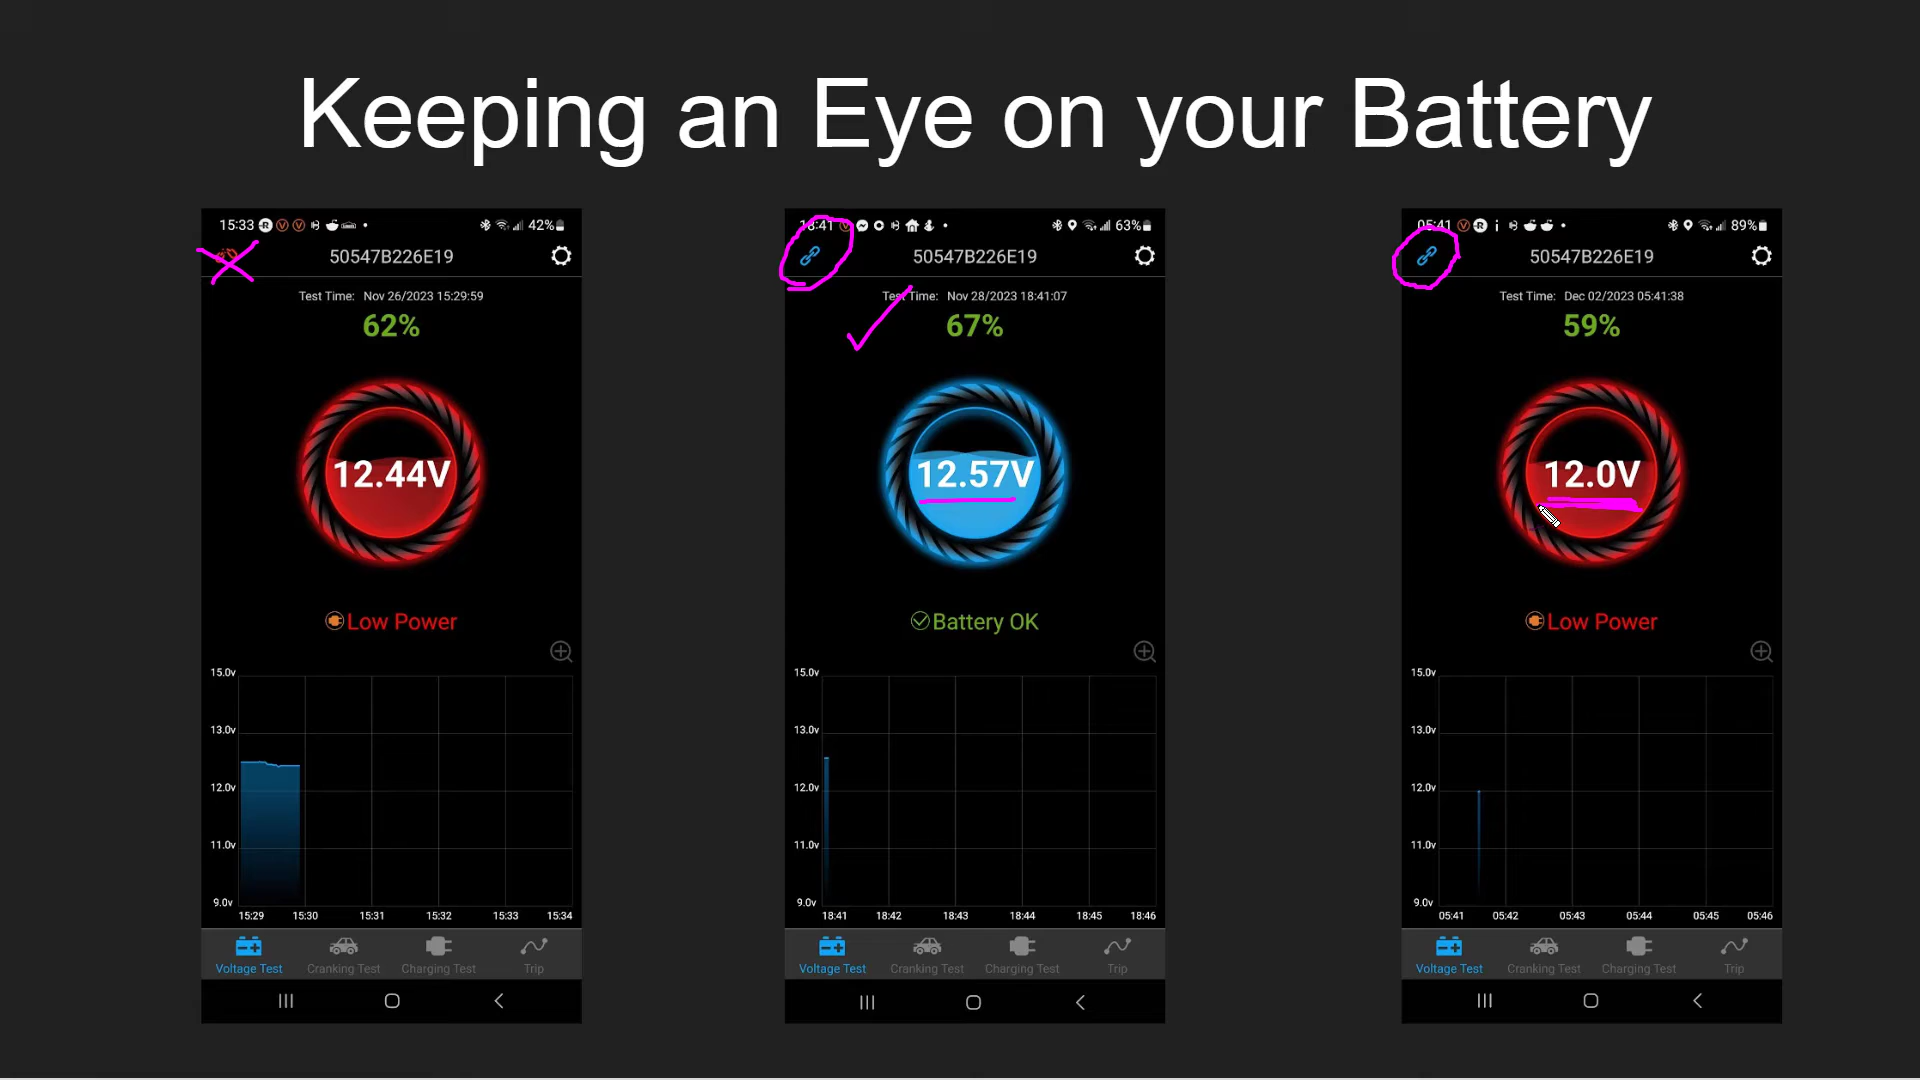 Keeping an Eye on your Battery
15:33
42%
50547B226E19
Test Time: Nov 26/2023 15:29:59
62%
12.44V
Low Power
15.0v
13.0v
12.0v
11.0v
9.0v
15:29 15:30 15:31 15:32 15:33 15:34
Voltage Test Cranking Test Charging Test Trip
18:41
63%
50547B226E19
Test Time: Nov 28/2023 18:41:07
67%
12.57V
Battery OK
15.0v
13.0v
12.0v
11.0v
9.0v
18:41 18:42 18:43 18:44 18:45 18:46
Voltage Test Cranking Test Charging Test Trip
05:41
89%
50547B226E19
Test Time: Dec 02/2023 05:41:38
59%
12.0V
Low Power
15.0v
13.0v
12.0v
11.0v
9.0v
05:41 05:42 05:43 05:44 05:45 05:46
Voltage Test Cranking Test Charging Test Trip